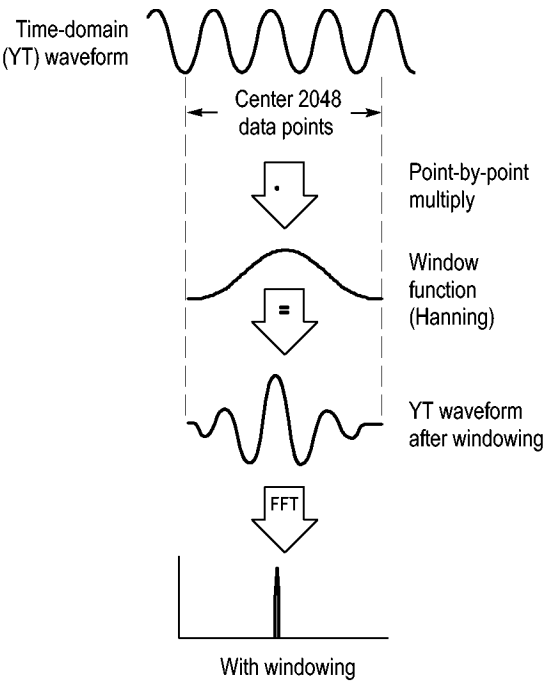 Time-domain
(YT) waveform
Center 2048
data points
Point-by-point
multiply
Window
function
(Hanning)
=
YT waveform
after windowing
FFT
With windowing